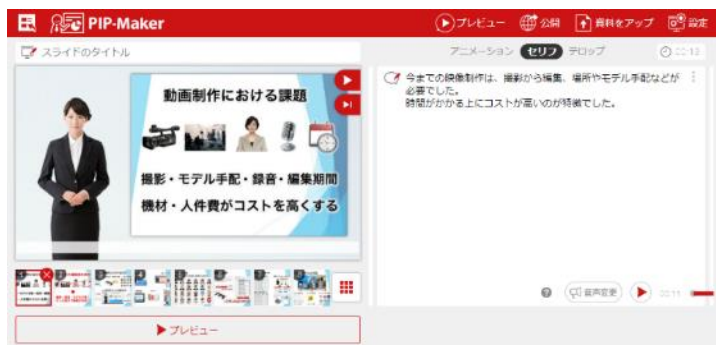 PIP-Maker
プレビュー
公開
資料をアップ
設定
スライドのタイトル
アニメーション
セリフ
テロップ
00:13
動画制作における課題
撮影・モデル手配・録音・編集期間
機材・人件費がコストを高くする
今までの映像制作は、撮影から編集、場所やモデル手配などが
必要でした。
時間がかかる上にコストが高いのが特徴でした。
音声変更
00:11
プレビュー